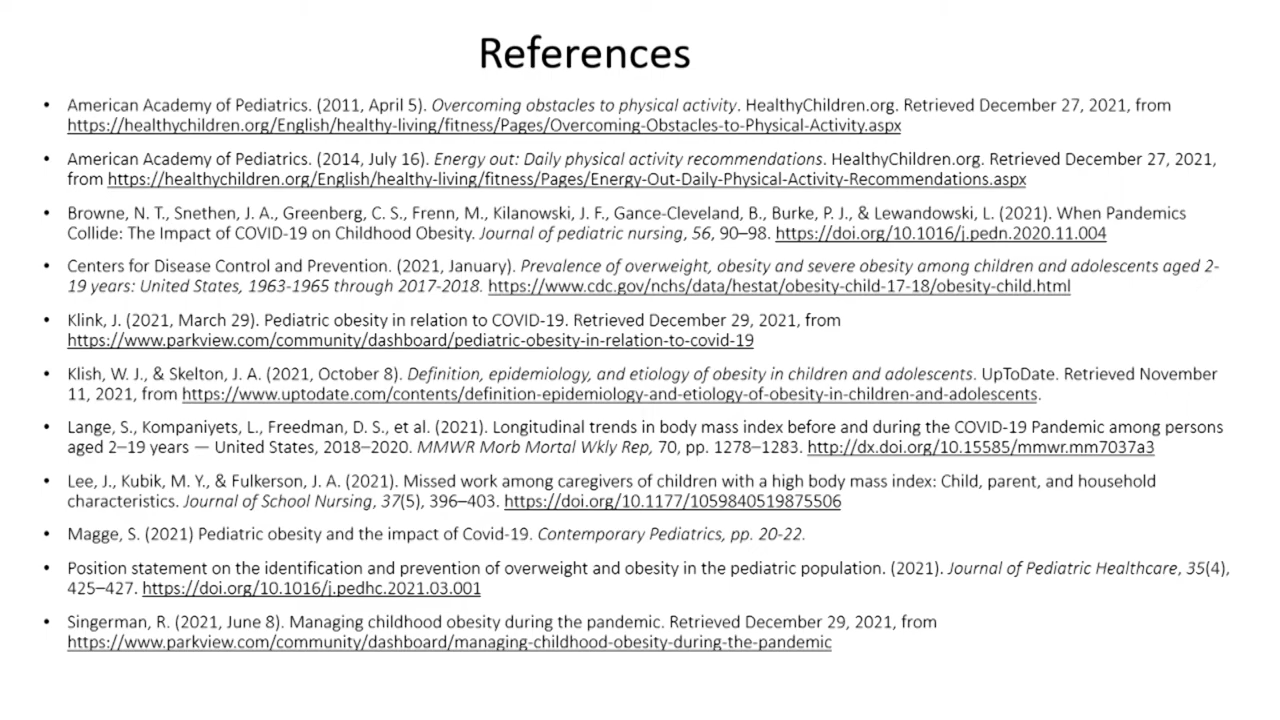 References
• American Academy of Pediatrics. (2011, April 5). Overcoming obstacles to physical activity. HealthyChildren.org. Retrieved December 27, 2021, from
https://healthychildren.org/English/healthy-living/fitness/Pages/Overcoming-Obstacles-to-Physical-Activity.aspx
• American Academy of Pediatrics. (2014, July 16). Energy out: Daily physical activity recommendations. HealthyChildren.org. Retrieved December 27, 2021,
from https://healthychildren.org/English/healthy-living/fitness/Pages/Energy-Out-Daily-Physical-Activity-Recommendations.aspx
• Browne, N. T., Snethen, J. A., Greenberg, C. S., Frenn, M., Kilanowski, J. F., Gance-Cleveland, B., Burke, P. J., & Lewandowski, L. (2021). When Pandemics
Collide: The Impact of COVID-19 on Childhood Obesity. Journal of pediatric nursing, 56, 90–98. https://doi.org/10.1016/j.pedn.2020.11.004
• Centers for Disease Control and Prevention. (2021, January). Prevalence of overweight, obesity and severe obesity among children and adolescents aged 2-
19 years: United States, 1963-1965 through 2017-2018. https://www.cdc.gov/nchs/data/hestat/obesity-child-17-18/obesity-child.html
• Klink, J. (2021, March 29). Pediatric obesity in relation to COVID-19. Retrieved December 29, 2021, from
https://www.parkview.com/community/dashboard/pediatric-obesity-in-relation-to-covid-19
• Klish, W. J., & Skelton, J. A. (2021, October 8). Definition, epidemiology, and etiology of obesity in children and adolescents. UpToDate. Retrieved November
11, 2021, from https://www.uptodate.com/contents/definition-epidemiology-and-etiology-of-obesity-in-children-and-adolescents.
• Lange, S., Kompaniyets, L., Freedman, D. S., et al. (2021). Longitudinal trends in body mass index before and during the COVID-19 Pandemic among persons
aged 2–19 years — United States, 2018–2020. MMWR Morb Mortal Wkly Rep, 70, pp. 1278–1283. http://dx.doi.org/10.15585/mmwr.mm7037a3
• Lee, J., Kubik, M. Y., & Fulkerson, J. A. (2021). Missed work among caregivers of children with a high body mass index: Child, parent, and household
characteristics. Journal of School Nursing, 37(5), 396–403. https://doi.org/10.1177/1059840519875506
• Magge, S. (2021) Pediatric obesity and the impact of Covid-19. Contemporary Pediatrics, pp. 20-22.
• Position statement on the identification and prevention of overweight and obesity in the pediatric population. (2021). Journal of Pediatric Healthcare, 35(4),
425–427. https://doi.org/10.1016/j.pedhc.2021.03.001
• Singerman, R. (2021, June 8). Managing childhood obesity during the pandemic. Retrieved December 29, 2021, from
https://www.parkview.com/community/dashboard/managing-childhood-obesity-during-the-pandemic